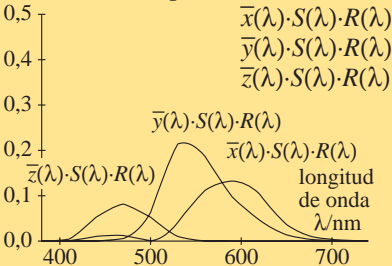 0,5
x̅(λ)·S(λ)·R(λ)
y̅(λ)·S(λ)·R(λ)
0,4
z̅(λ)·S(λ)·R(λ)
0,3
y̅(λ)·S(λ)·R(λ)
0,2
x̅(λ)·S(λ)·R(λ)
z̅(λ)·S(λ)·R(λ)
longitud
de onda
λ/nm
0,1
0,0
400 500 600 700